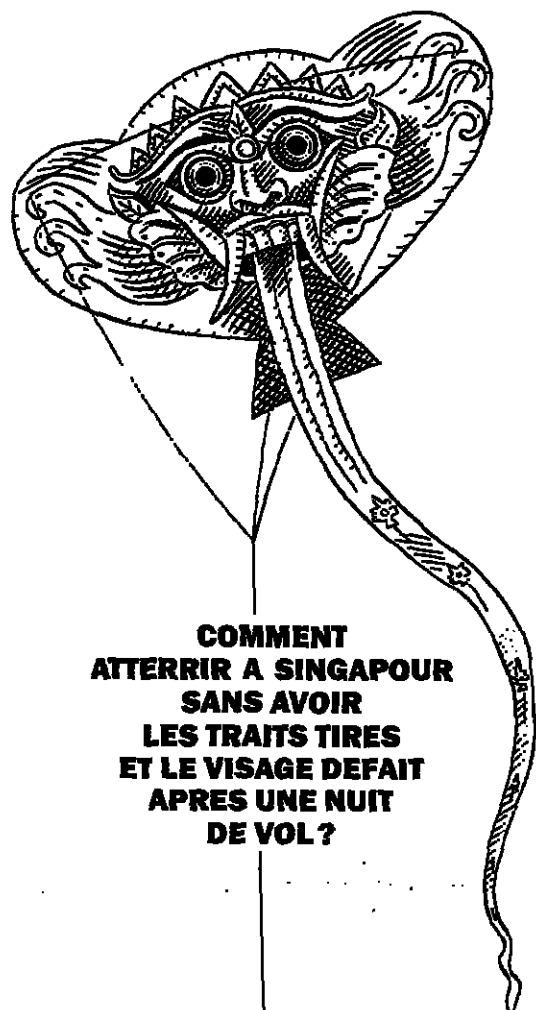 COMMENT
ATTERRIR A SINGAPOUR
SANS AVOIR
LES TRAITS TIRES
ET LE VISAGE DEFAIT
APRES UNE NUIT
DE VOL ?